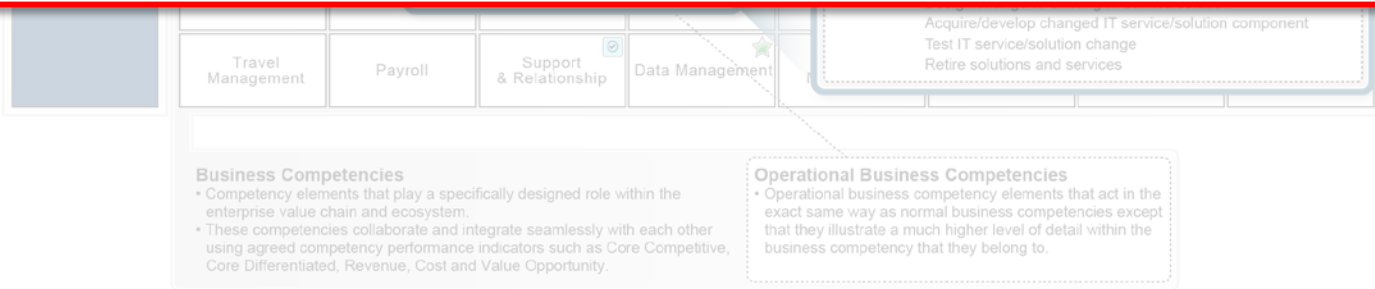 Acquire/develop changed IT service/solution component
Test IT service/solution change
Retire solutions and services
Travel
Management
Payroll
Support
& Relationship
Data Management
Business Competencies
• Competency elements that play a specifically designed role within the
enterprise value chain and ecosystem.
• These competencies collaborate and integrate seamlessly with each other
using agreed competency performance indicators such as Core Competitive,
Core Differentiated, Revenue, Cost and Value Opportunity.
Operational Business Competencies
• Operational business competency elements that act in the
exact same way as normal business competencies except
that they illustrate a much higher level of detail within the
business competency that they belong to.